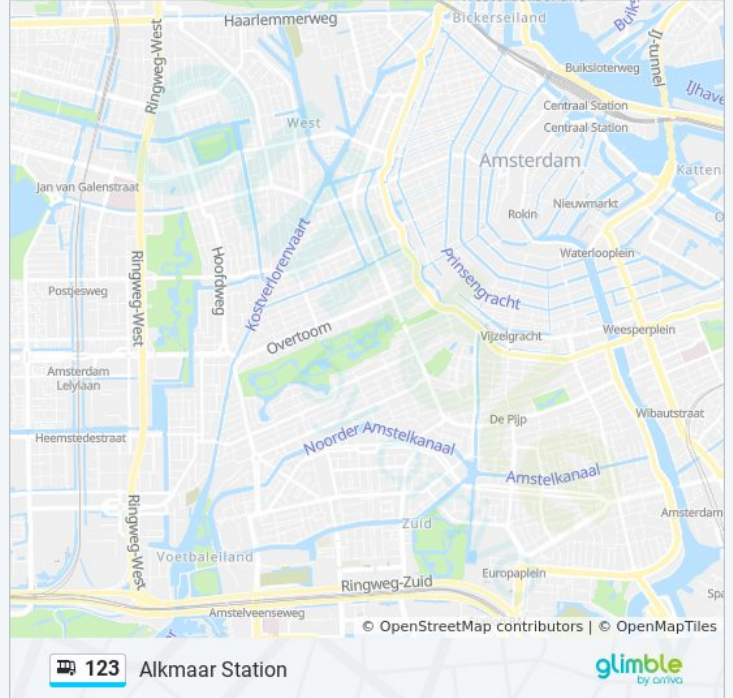 Haarlemmerweg
Bickerseiland
Buiks
IJ-tunnel
Ringweg-West
Buiksloterweg
IJhave
Centraal Station
West
Centraal Station
Amsterdam
Katten
Jan van Galenstraat
Nieuwmarkt
Rokin
O
Kostverlorenvaart
Waterlooplein
Ringweg-West
Hoofdweg
Prinsengracht
Postjesweg
Overtoom
Vijzelgracht
Weesperplein
Amsterdam
Lelylaan
De Pijp
Wibautstraat
Heemstedestraat
Noorder Amstelkanaal
Amstelkanaal
Ringweg-West
Zuid
Amsterdam
Voetbaleiland
Europaplein
Ringweg-Zuid
Spa
Amstelveenseweg
© OpenStreetMap contributors | © OpenMapTiles
123 Alkmaar Station
glimble
by arriva